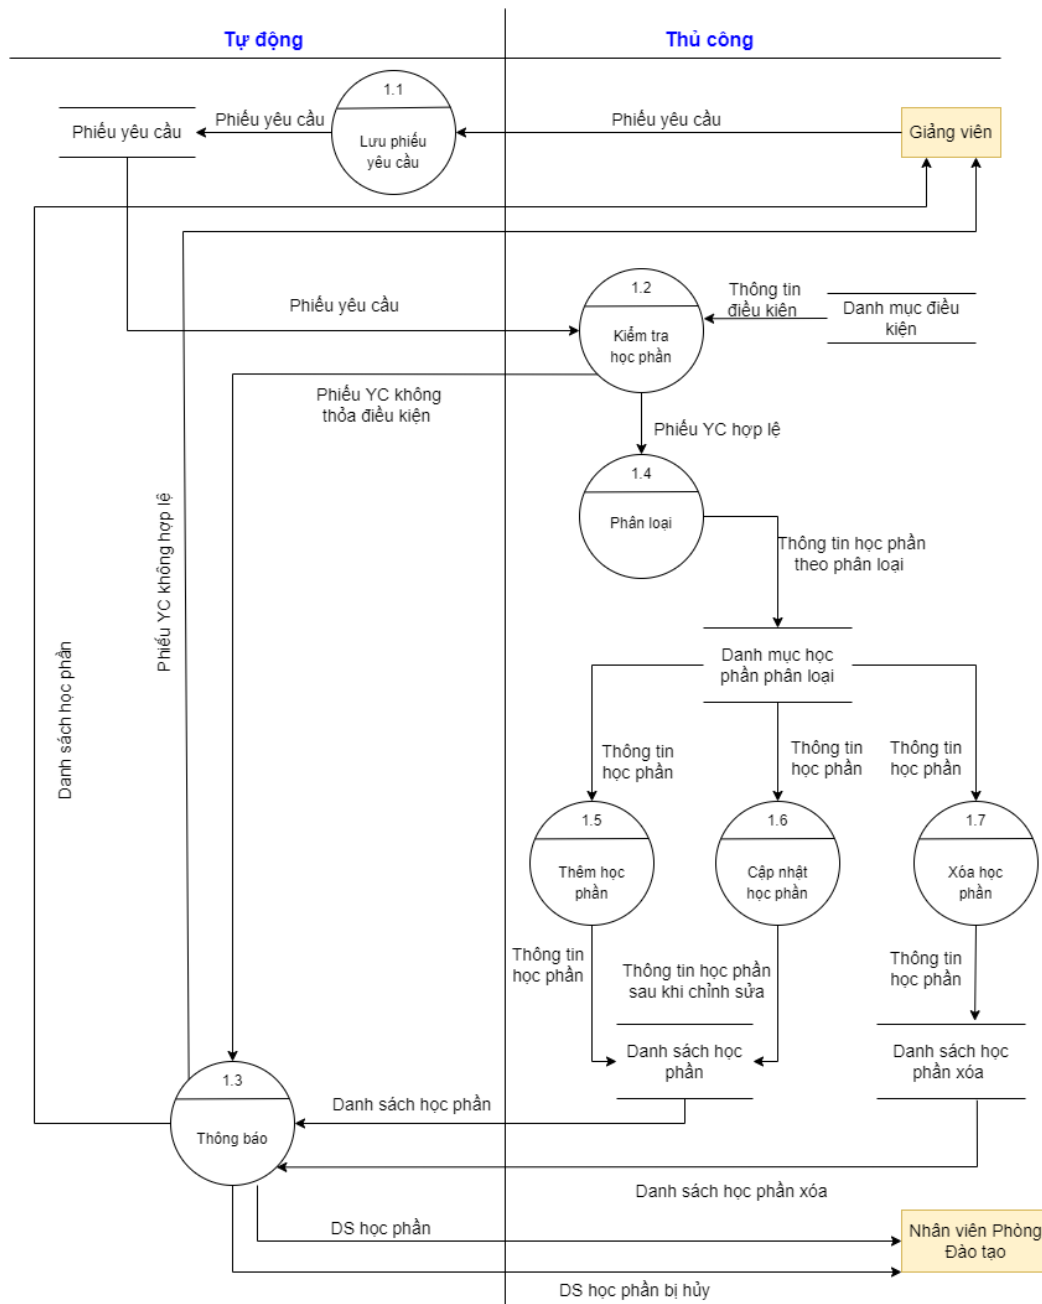 Tự động
Thủ công
1.1
Lưu phiếu
yêu cầu
Phiếu yêu cầu
Phiếu yêu cầu
Phiếu yêu cầu
Giảng viên
1.2
Kiểm tra
học phần
Thông tin
điều kiện
Danh mục điều
kiện
Phiếu yêu cầu
Phiếu YC không
thỏa điều kiện
Phiếu YC hợp lệ
1.4
Phân loại
Thông tin học phần
theo phân loại
Phiếu YC không hợp lệ
Danh sách học phần
Danh mục học
phần phân loại
Thông tin
học phần
Thông tin
học phần
Thông tin
học phần
1.5
Thêm học
phần
1.6
Cập nhật
học phần
1.7
Xóa học
phần
Thông tin
học phần
Thông tin học phần
sau khi chỉnh sửa
Thông tin
học phần
Danh sách học
phần
Danh sách học
phần xóa
1.3
Thông báo
Danh sách học phần
Danh sách học phần xóa
DS học phần
Nhân viên Phòng
Đào tạo
DS học phần bị hủy